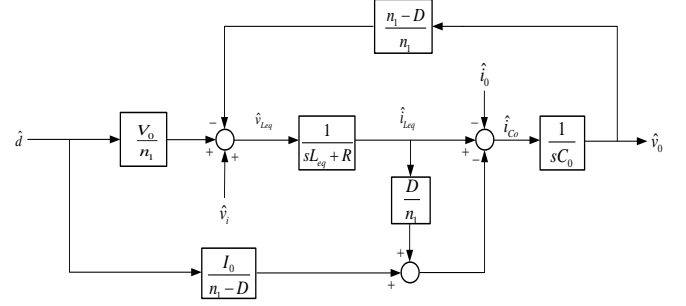 n₁ − D / n₁
î₀
−
−
d̂
V₀ / n₁
+
+
v̂_Leq
1 / sL_eq + R
î_Leq
+
−
î_Co
1 / sC₀
v̂₀
v̂ᵢ
D / n₁
+
I₀ / n₁ − D
+